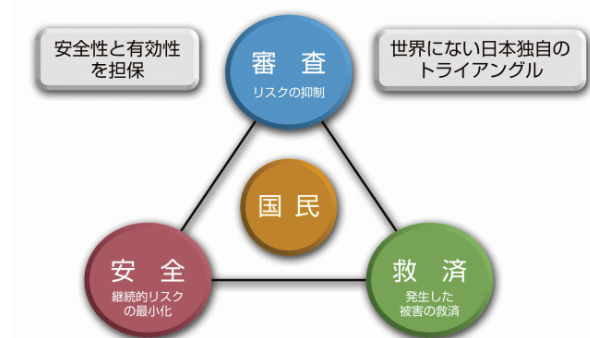 安全性と有効性
を担保
世界にない日本独自の
トライアングル
審 査
リスクの抑制
国 民
安 全
継続的リスク
の最小化
救 済
発生した
被害の救済